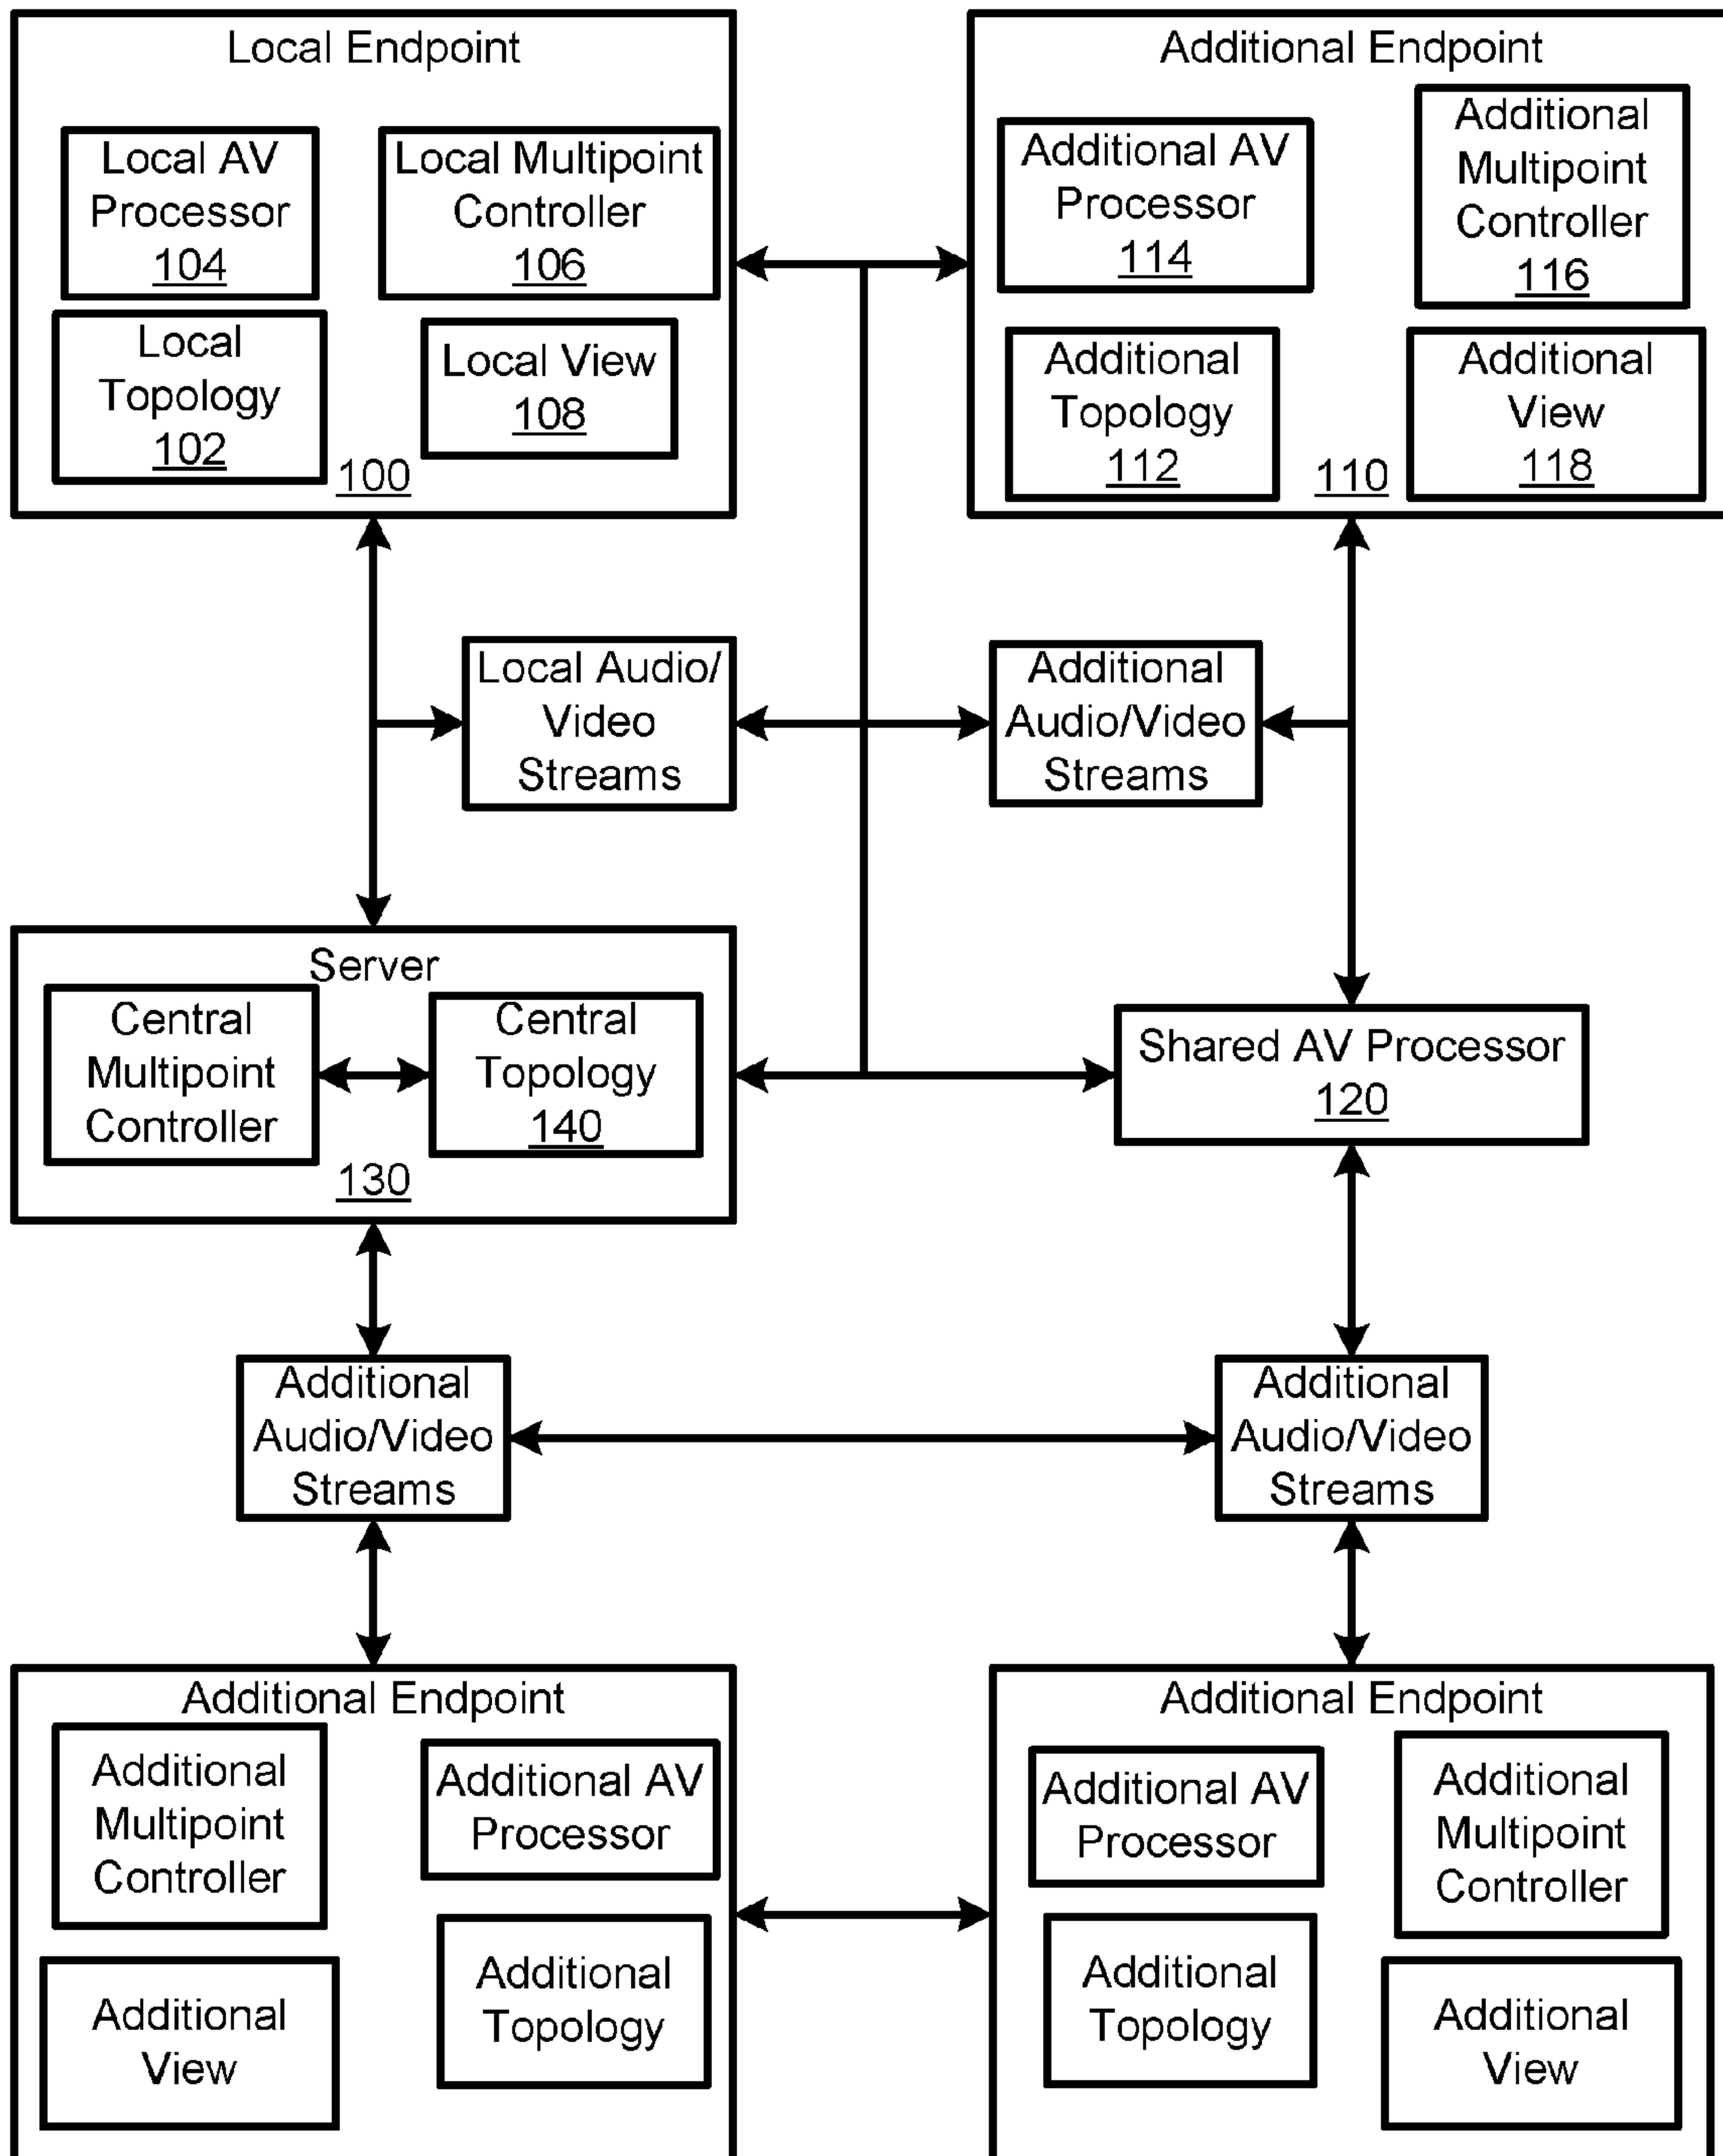 Local Endpoint
Local AV
Processor
104
Local Multipoint
Controller
106
Local
Topology
102
Local View
108
100
Additional Endpoint
Additional AV
Processor
114
Additional
Multipoint
Controller
116
Additional
Topology
112
Additional
View
118
110
Local Audio/
Video
Streams
Additional
Audio/Video
Streams
Server
Central
Multipoint
Controller
Central
Topology
140
130
Shared AV Processor
120
Additional
Audio/Video
Streams
Additional
Audio/Video
Streams
Additional Endpoint
Additional
Multipoint
Controller
Additional AV
Processor
Additional
View
Additional
Topology
Additional Endpoint
Additional AV
Processor
Additional
Multipoint
Controller
Additional
Topology
Additional
View